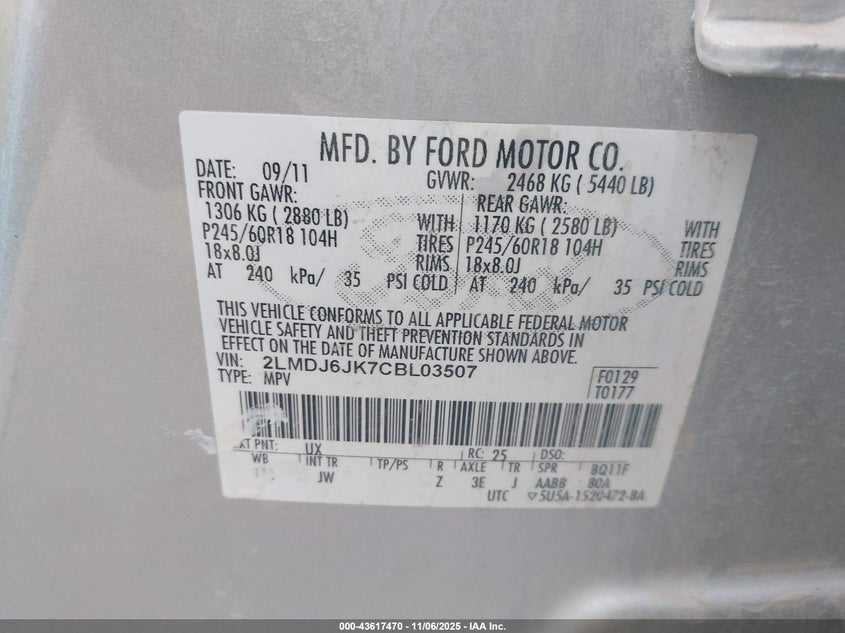 MFD. BY FORD MOTOR CO.
DATE: 09/11 GVWR: 2468 KG ( 5440 LB)
FRONT GAWR: REAR GAWR:
1306 KG ( 2880 LB) WITH 1170 KG ( 2580 LB) WITH
P245/60R18 104H TIRES P245/60R18 104H TIRES
18x8.0J RIMS 18x8.0J RIMS
AT 240 kPa/ 35 PSI COLD AT 240 kPa/ 35 PSI COLD
THIS VEHICLE CONFORMS TO ALL APPLICABLE FEDERAL MOTOR
VEHICLE SAFETY AND THEFT PREVENTION STANDARDS IN
EFFECT ON THE DATE OF MANUFACTURE SHOWN ABOVE.
VIN: 2LMDJ6JK7CBL03507 F0129
TYPE: MPV T0177
PNT: UX RC: 25 DSO:
WB INT TR TP/PS R AXLE TR SPR BQ11F
JW Z 3E J AABB 80A
UTC ▽5U5A-1520472-BA
000-43617470 - 11/06/2025 - IAA Inc.